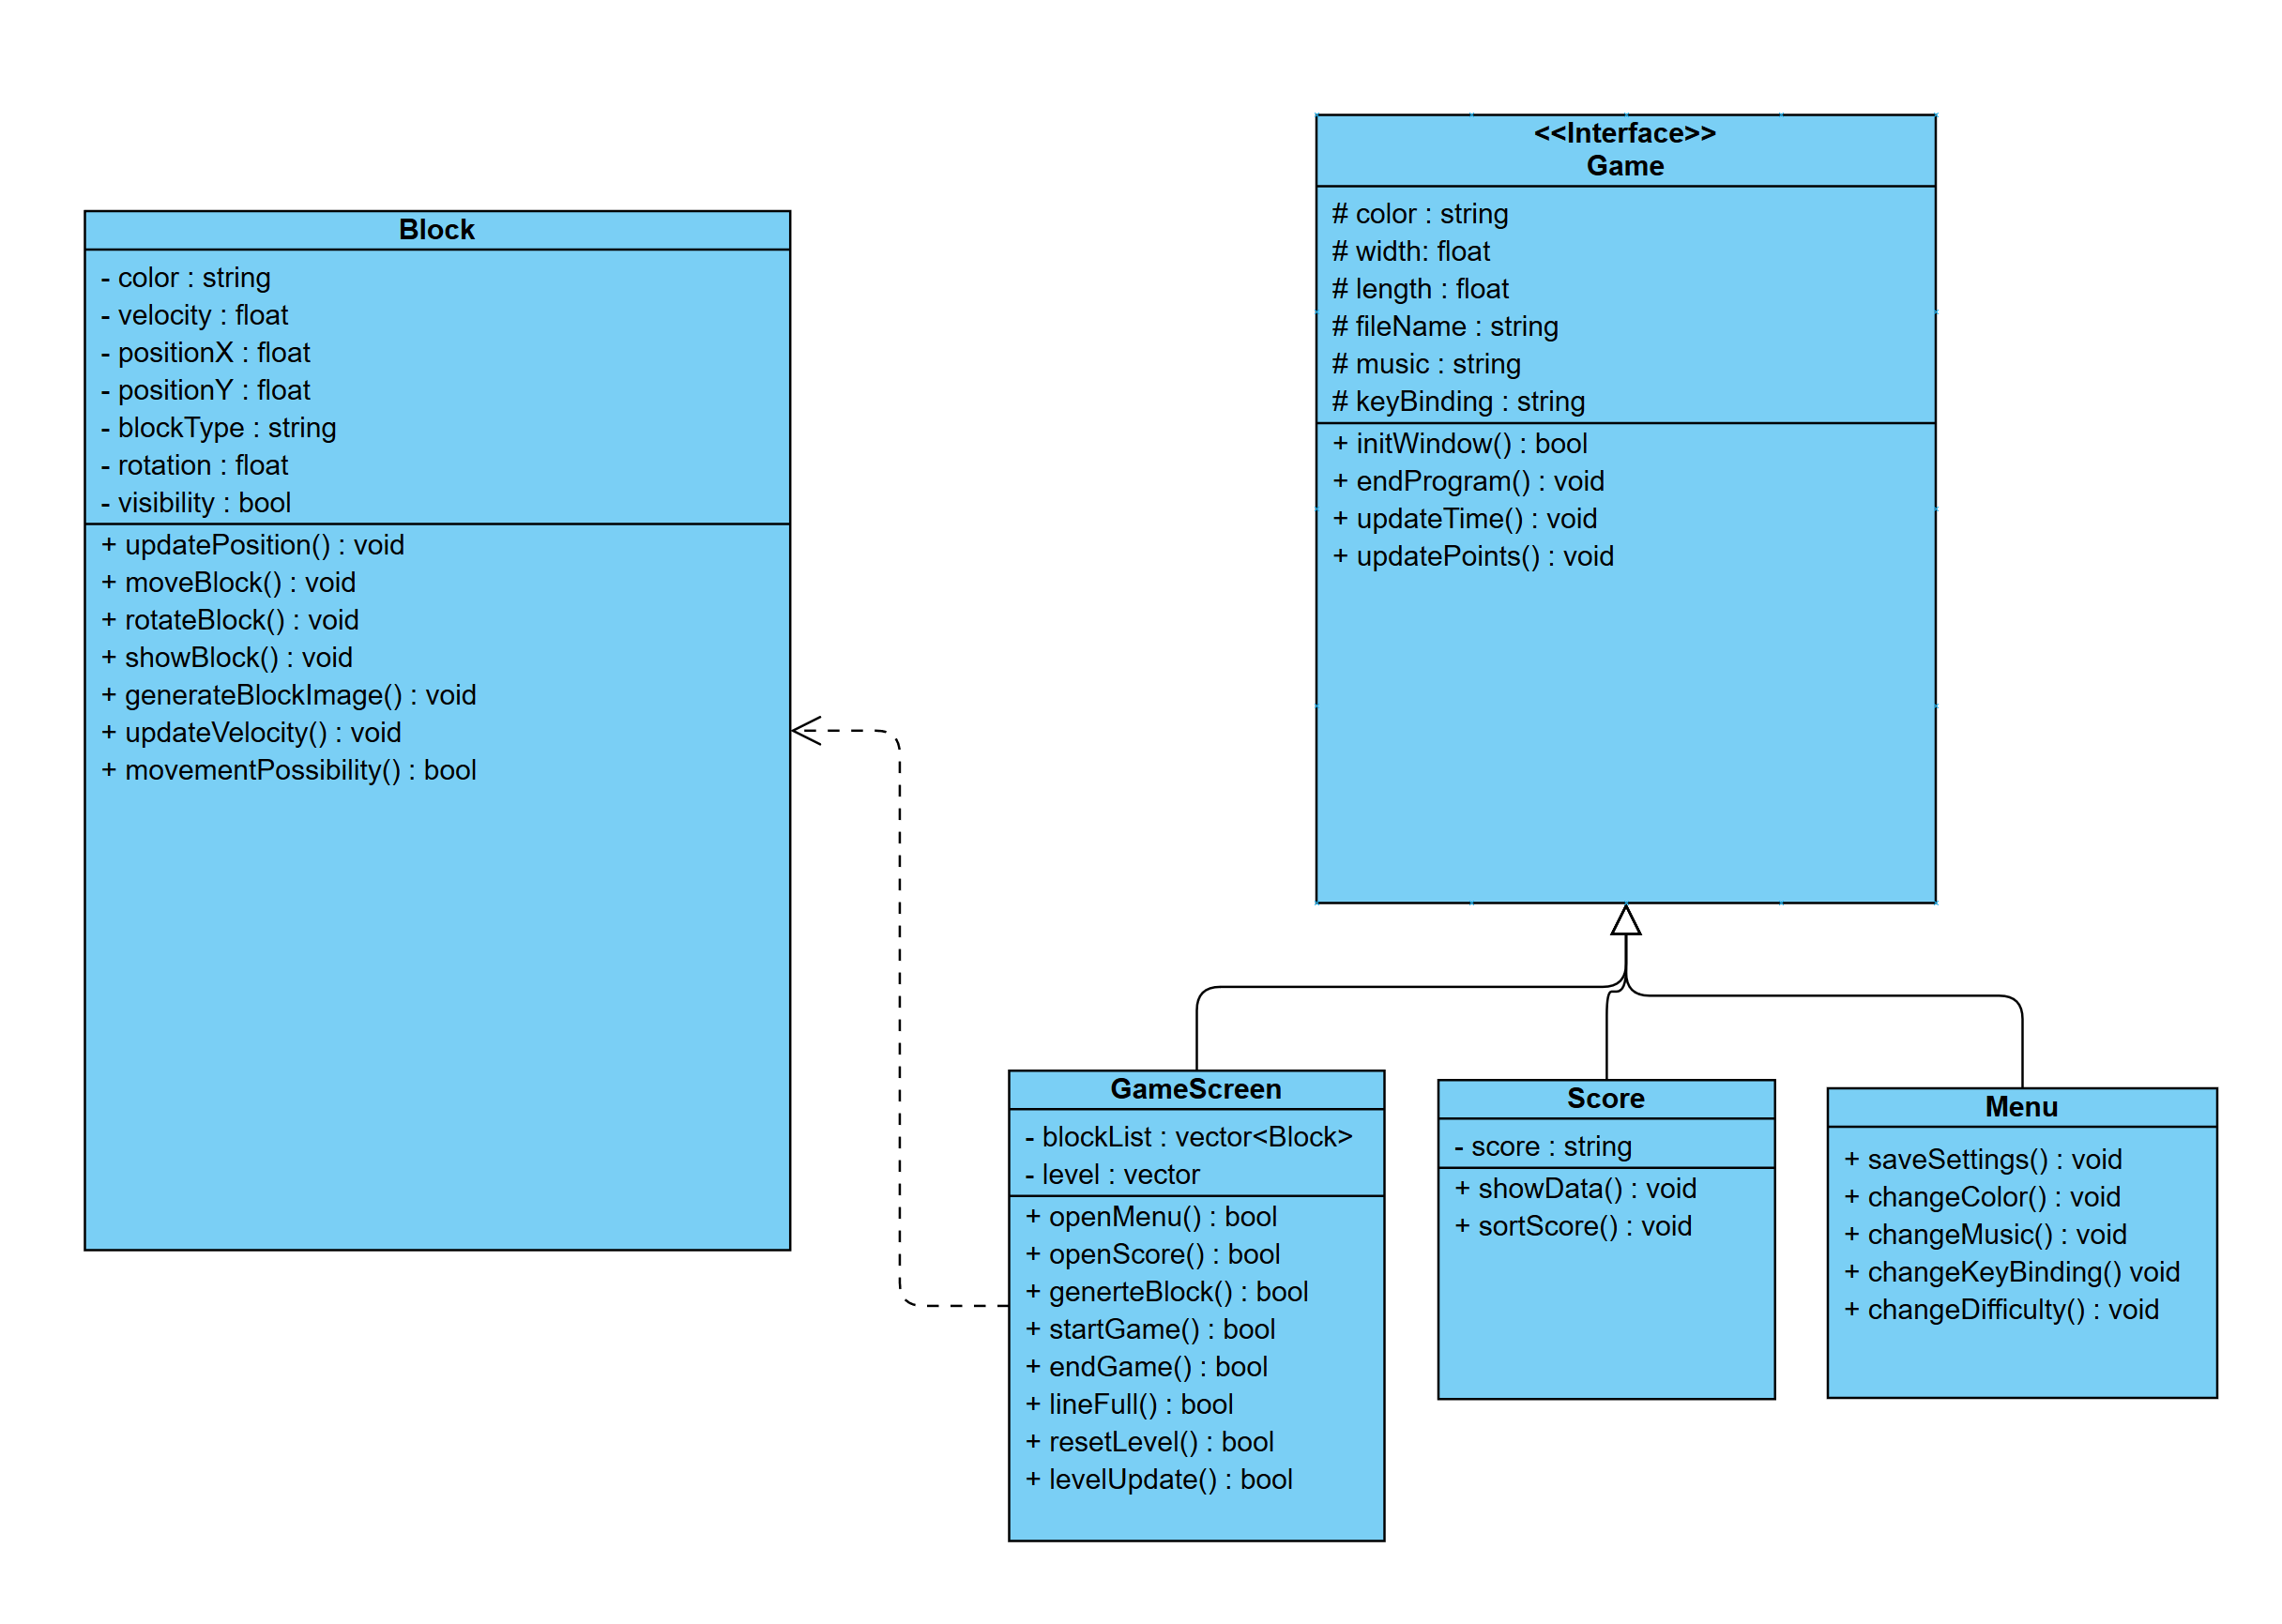 Block
- color : string
- velocity : float
- positionX : float
- positionY : float
- blockType : string
- rotation : float
- visibility : bool
+ updatePosition() : void
+ moveBlock() : void
+ rotateBlock() : void
+ showBlock() : void
+ generateBlockImage() : void
+ updateVelocity() : void
+ movementPossibility() : bool
<<Interface>>
Game
# color : string
# width: float
# length : float
# fileName : string
# music : string
# keyBinding : string
+ initWindow() : bool
+ endProgram() : void
+ updateTime() : void
+ updatePoints() : void
GameScreen
- blockList : vector<Block>
- level : vector
+ openMenu() : bool
+ openScore() : bool
+ generteBlock() : bool
+ startGame() : bool
+ endGame() : bool
+ lineFull() : bool
+ resetLevel() : bool
+ levelUpdate() : bool
Score
- score : string
+ showData() : void
+ sortScore() : void
Menu
+ saveSettings() : void
+ changeColor() : void
+ changeMusic() : void
+ changeKeyBinding() void
+ changeDifficulty() : void